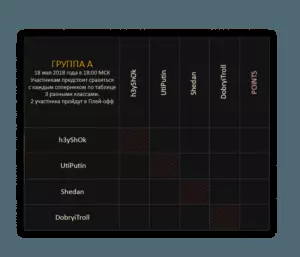 ГРУППА А
18 мая 2018 года в 18:00 МСК
Участникам предстоит сразиться
с каждым соперником по таблице
3 разными классами.
2 участника пройдут в Плей-офф
h3yShOk
UtiPutin
Shedan
DobryiTroll
POINTS
h3yShOk
UtiPutin
Shedan
DobryiTroll